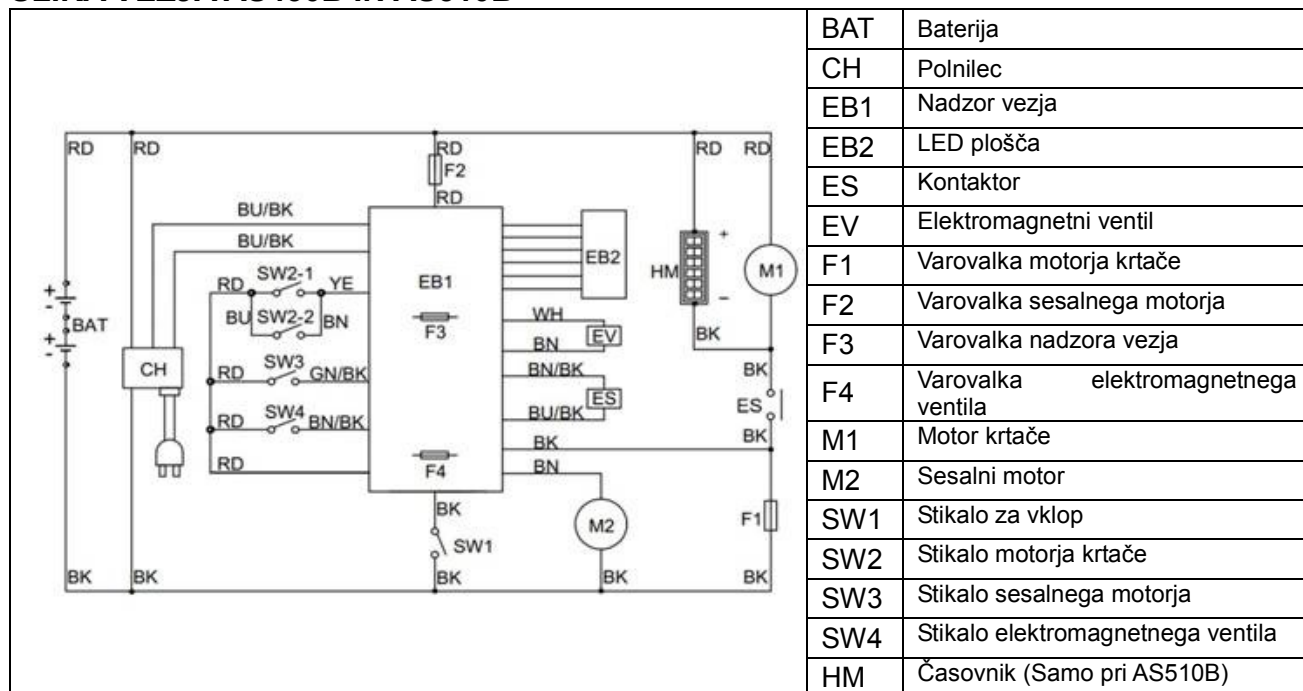 RD
RD
RD
RD
RD
F2
RD
BU/BK
BU/BK
EB2
+
HM
M1
SW2-1
RD
YE
EB1
BU
SW2-2
BN
F3
WH
EV
BN
−
BK
+
-
BAT
+
-
CH
SW3
RD
GN/BK
BN/BK
BK
ES
ES
SW4
RD
BN/BK
BU/BK
BK
BK
RD
F4
BN
BK
M2
F1
SW1
BK
BK
BK
BK
BK
BAT Baterija
CH Polnilec
EB1 Nadzor vezja
EB2 LED plošča
ES Kontaktor
EV Elektromagnetni ventil
F1 Varovalka motorja krtače
F2 Varovalka sesalnega motorja
F3 Varovalka nadzora vezja
F4 Varovalka elektromagnetnega
ventila
M1 Motor krtače
M2 Sesalni motor
SW1 Stikalo za vklop
SW2 Stikalo motorja krtače
SW3 Stikalo sesalnega motorja
SW4 Stikalo elektromagnetnega ventila
HM Časovnik (Samo pri AS510B)